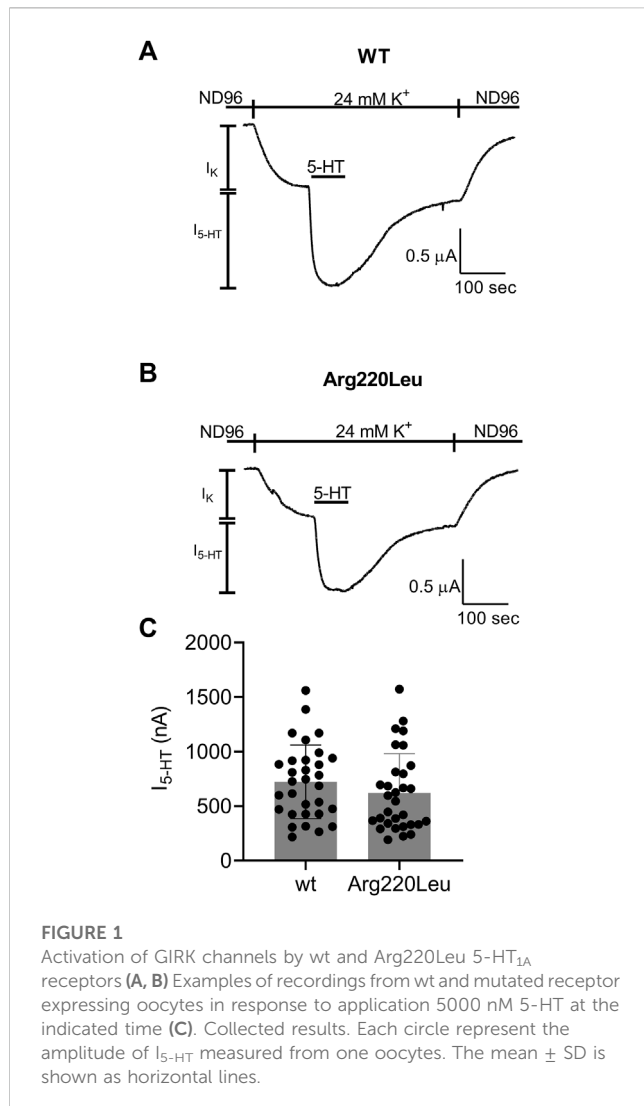 A
WT
ND96
24 mM K+
ND96
5-HT
IK
I5-HT
0.5 μA
100 sec
B
Arg220Leu
ND96
24 mM K+
ND96
5-HT
IK
I5-HT
0.5 μA
100 sec
C
2000
1500
1000
500
0
I5-HT (nA)
wt
Arg220Leu
FIGURE 1
Activation of GIRK channels by wt and Arg220Leu 5-HT1A
receptors (A, B) Examples of recordings from wt and mutated receptor
expressing oocytes in response to application 5000 nM 5-HT at the
indicated time (C). Collected results. Each circle represent the
amplitude of I5-HT measured from one oocytes. The mean ± SD is
shown as horizontal lines.